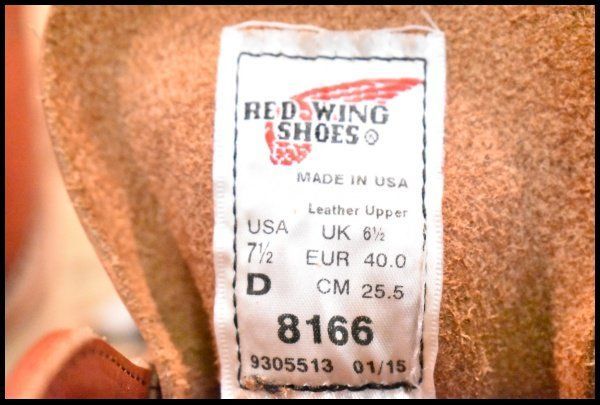 RED WING
SHOES®
MADE IN USA
Leather Upper
USA UK 6½
7½ EUR 40.0
D CM 25.5
8166
9305513 01/15